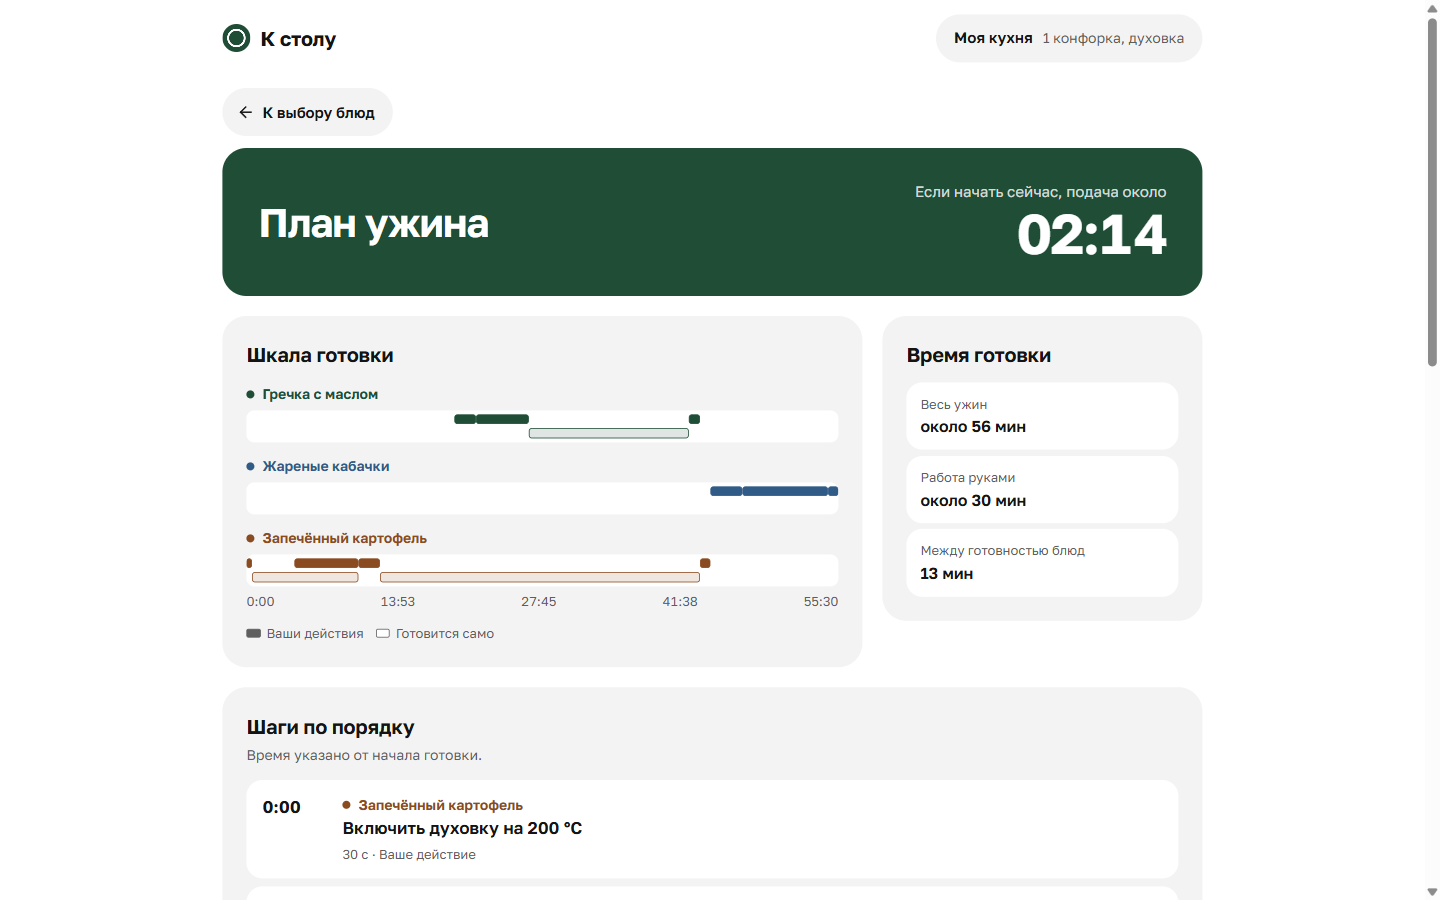 К столу
Моя кухня 1 конфорка, духовка
К выбору блюд
План ужина
Если начать сейчас, подача около
02:14
Шкала готовки
Гречка с маслом
Жареные кабачки
Запечённый картофель
0:00 13:53 27:45 41:38 55:30
Ваши действия Готовится само
Время готовки
Весь ужин
около 56 мин
Работа руками
около 30 мин
Между готовностью блюд
13 мин
Шаги по порядку
Время указано от начала готовки.
0:00
Запечённый картофель
Включить духовку на 200 °C
30 с · Ваше действие